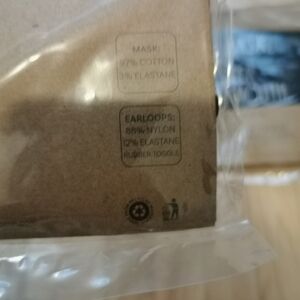 MASK:
97% COTTON
3% ELASTANE
EARLOOPS:
88% NYLON
12% ELASTANE
RUBBER TOGGLE